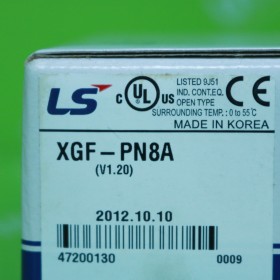 LS
c UL US
LISTED 9J51
IND. CONT. EQ.
OPEN TYPE
SURROUNDING TEMP. : 0 to 55°C
CE
MADE IN KOREA
XGF-PN8A
(V1.20)
2012.10.10
47200130 0009